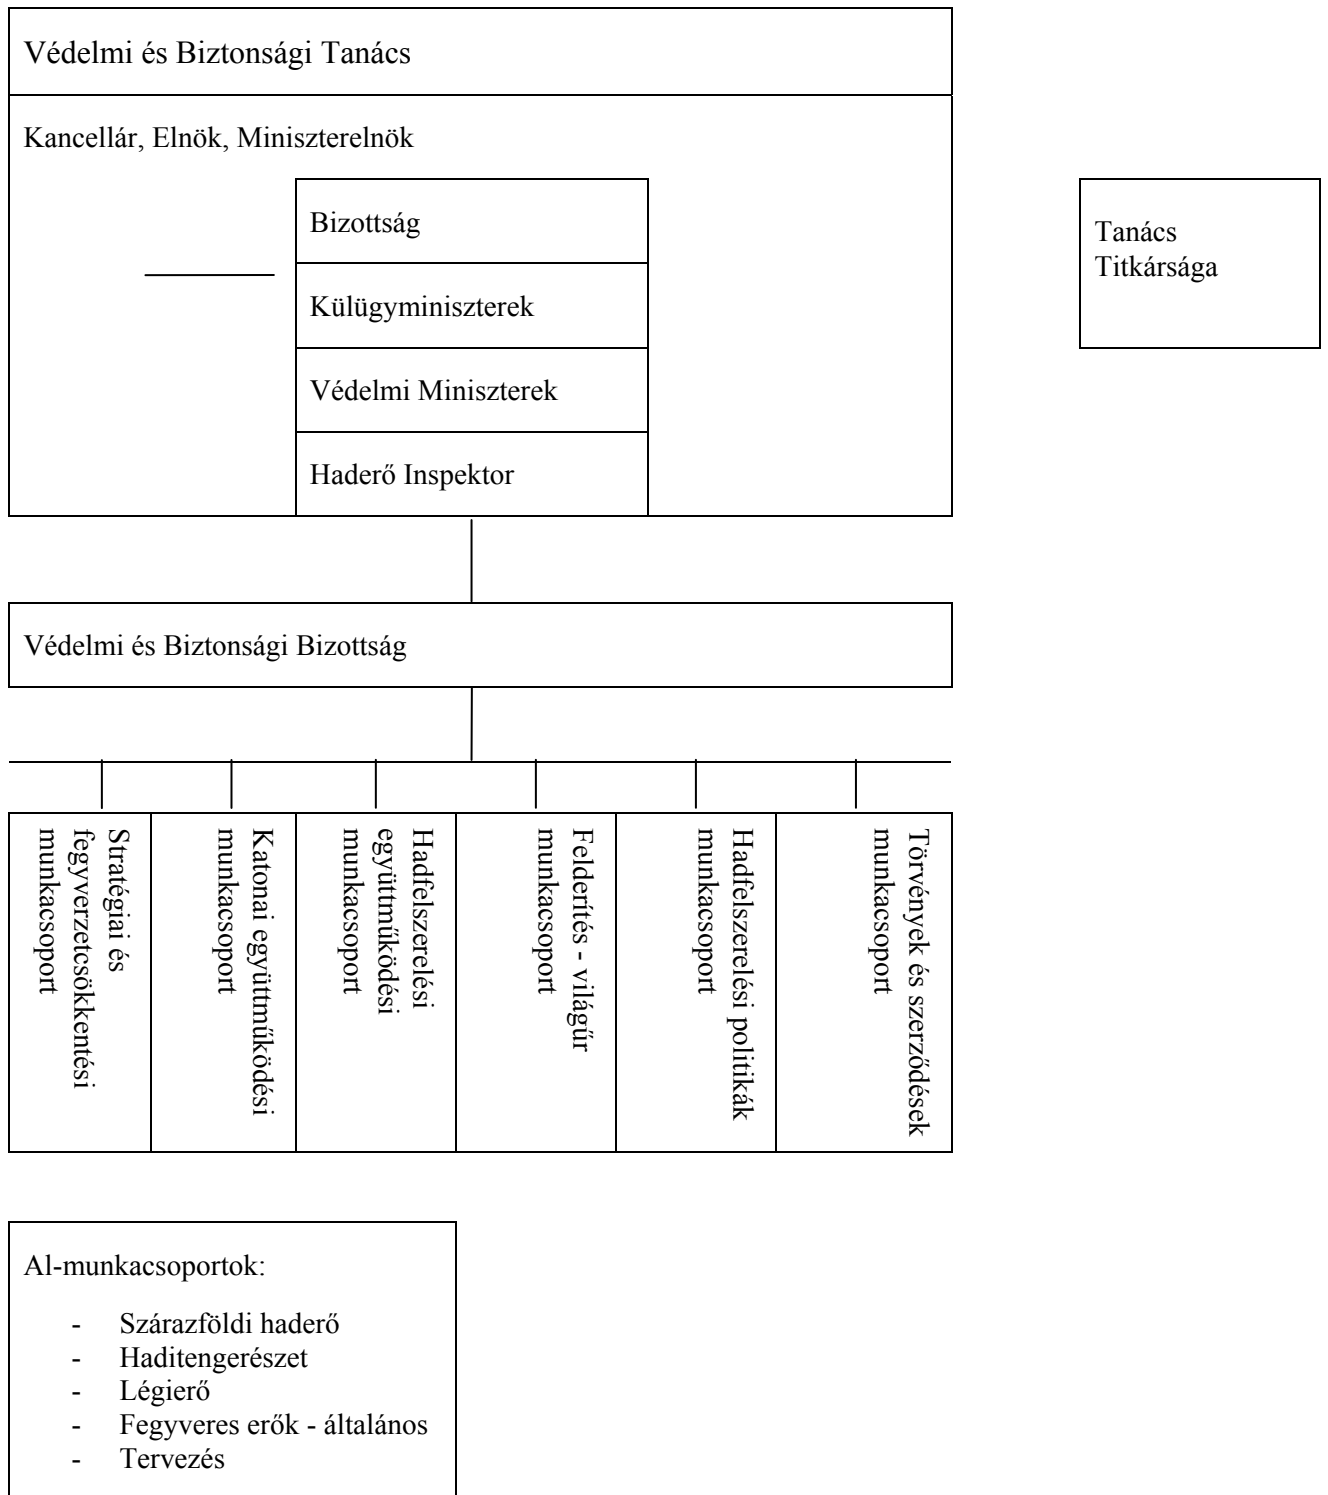 Védelmi és Biztonsági Tanács
Kancellár, Elnök, Miniszterelnök
Bizottság
Külügyminiszterek
Védelmi Miniszterek
Haderő Inspektor
Tanács
Titkársága
Védelmi és Biztonsági Bizottság
Stratégiai és
fegyverzetcsökkentési
munkacsoport
Katonai együttműködési
munkacsoport
Hadfelszerelési
együttműködési
munkacsoport
Felderítés - világűr
munkacsoport
Hadfelszerelési politikák
munkacsoport
Törvények és szerződések
munkacsoport
Al-munkacsoportok:
- Szárazföldi haderő
- Haditengerészet
- Légierő
- Fegyveres erők - általános
- Tervezés